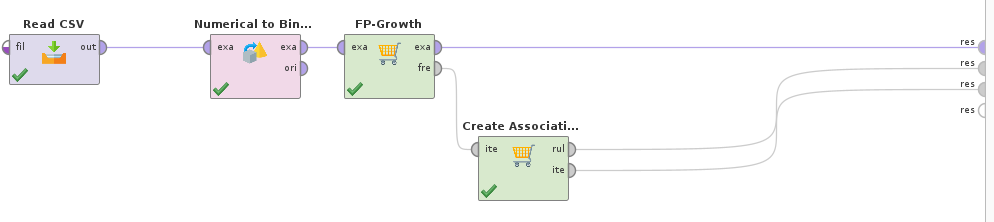 Read CSV
Numerical to Bin...
FP-Growth
fil
out
exa
exa
ori
exa
exa
fre
res
res
res
res
Create Associati...
ite
rul
ite